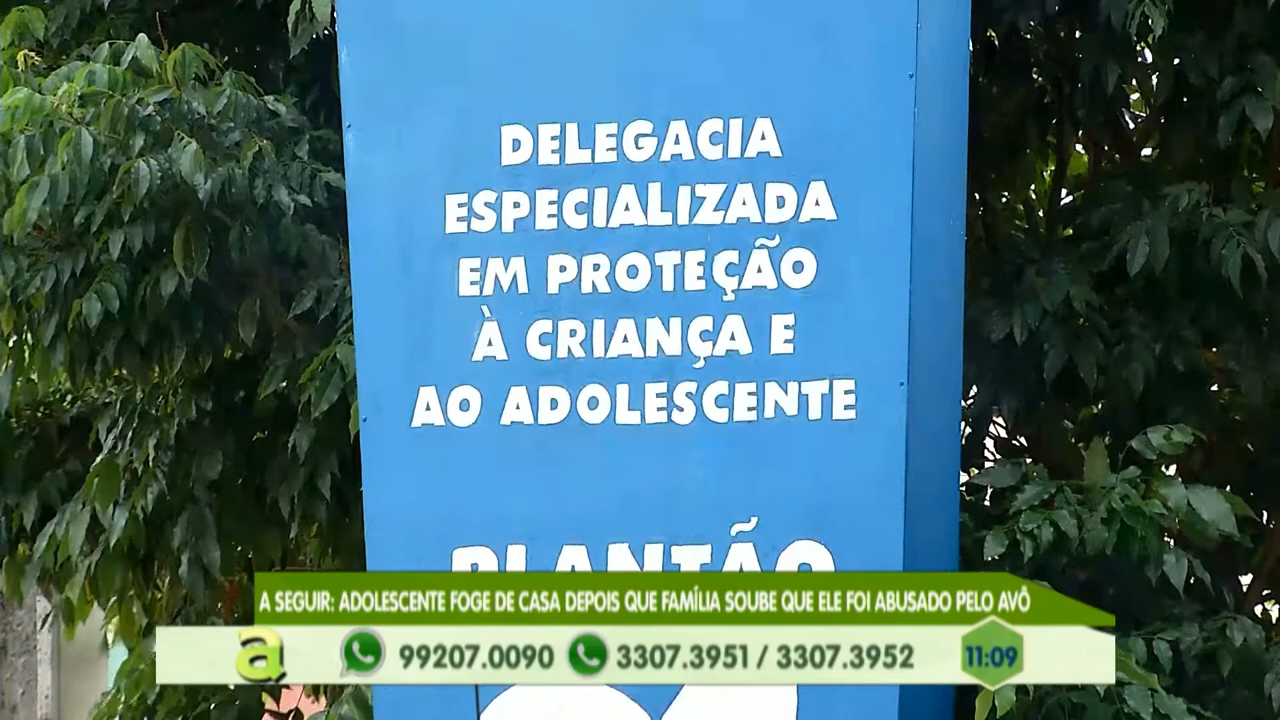 DELEGACIA
ESPECIALIZADA
EM PROTEÇÃO
À CRIANÇA E
AO ADOLESCENTE
PLANTÃO
A SEGUIR: ADOLESCENTE FOGE DE CASA DEPOIS QUE FAMÍLIA SOUBE QUE ELE FOI ABUSADO PELO AVÔ
a 99207.0090 3307.3951 / 3307.3952 11:09